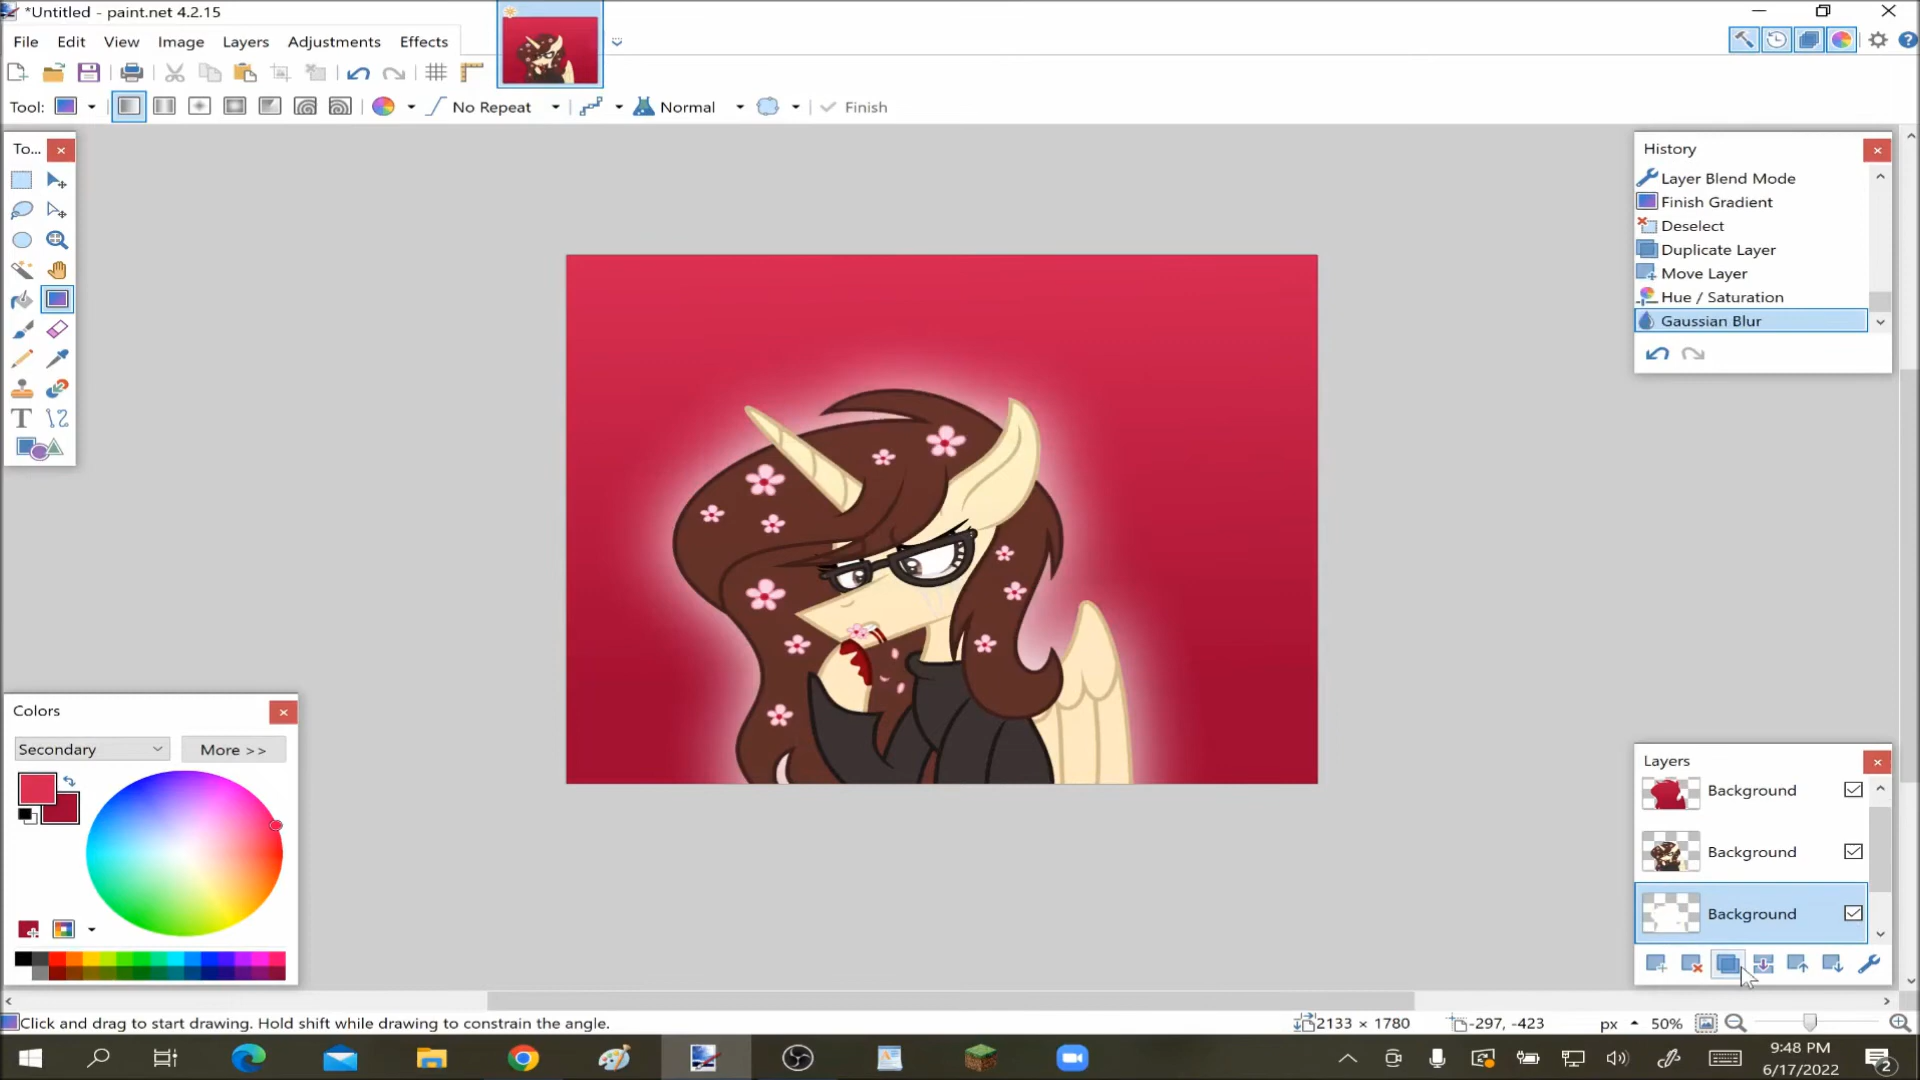 *Untitled - paint.net 4.2.15
File Edit View Image Layers Adjustments Effects
Tool: No Repeat Normal Finish
To...
History
Layer Blend Mode
Finish Gradient
Deselect
Duplicate Layer
Move Layer
Hue / Saturation
Gaussian Blur
Colors
Secondary More >>
Layers
Background
Background
Background
Click and drag to start drawing. Hold shift while drawing to constrain the angle. 2133 × 1780 -297, -423 px 50%
9:48 PM
6/17/2022
2